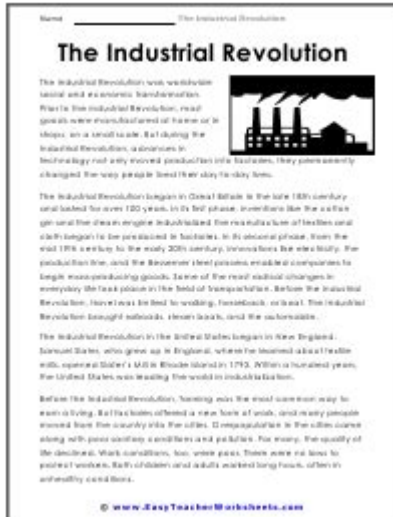 Name The Industrial Revolution
The Industrial Revolution
The Industrial Revolution was worldwide
social and economic transformation.
Prior to the Industrial Revolution, most
goods were manufactured at home or in
shops, on a small scale. But during the
Industrial Revolution, advances in
technology not only moved production into factories, they permanently
changed the way people lived their day-to-day lives.
The Industrial Revolution began in Great Britain in the late 18th century
and lasted for over 100 years. In its first phase, inventions like the cotton
gin and the steam engine industrialized the manufacture of textiles and
cloth began to be produced in factories. In its second phase, from the
mid 19th century to the early 20th century, innovations like electricity, the
production line, and the Bessemer steel process enabled companies to
begin mass-producing goods. Some of the most radical changes in
everyday life took place in the field of transportation. Before the Industrial
Revolution, travel was limited to walking, horseback, or boat. The Industrial
Revolution brought railroads, steam boats, and the automobile.
The Industrial Revolution in the United States began in New England.
Samuel Slater, who grew up in England, where he learned about textile
mills, opened Slater's Mill in Rhode Island in 1793. Within a hundred years,
the United States was leading the world in industrialization.
Before the Industrial Revolution, farming was the most common way to
earn a living. But factories offered a new form of work, and many people
moved from the country into the cities. Overpopulation in the cities came
along with poor sanitary conditions and pollution. For many, the quality of
life declined. Work conditions, too, were poor. There were no laws to
protect workers. Both children and adults worked long hours, often in
unhealthy conditions.
© www.EasyTeacherWorksheets.com